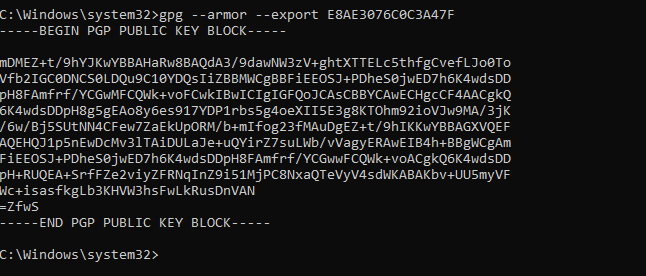 C:\Windows\system32>gpg --armor --export E8AE3076C0C3A47F
-----BEGIN PGP PUBLIC KEY BLOCK-----
mDMEZ+t/9hYJKwYBBAHaRw8BAQdA3/9dawNW3zV+ghtXTTELc5thfgCvefLJo0To
Vfb2IGC0DNCS0LDQu9C10YDQsIiZBBMWCgBBFiEEOSJ+PDheS0jwED7h6K4wdsDD
pH8FAmfrf/YCGwMFCQWk+voFCwkIBwICIgIGFQoJCAsCBBYCAwECHgcCF4AACgkQ
6K4wdsDDpH8g5gEAo8y6es917YDP1rbs5g4oeXII5E3g8KTOhm92ioVJw9MA/3jK
/6w/Bj5SUtNN4CFew7ZaEkUpORM/b+mIfog23fMAuDgEZ+t/9hIKKwYBBAGXVQEF
AQEHQJ1p5nEwDcMv3lTAiDULaJe+uQYirZ7suLWb/vVagyERAwEIB4h+BBgWCgAm
FiEEOSJ+PDheS0jwED7h6K4wdsDDpH8FAmfrf/YCGwwFCQWk+voACgkQ6K4wdsDD
pH+RUQEA+SrfFZe2viyZFRNqInZ9i51MjPC8NxaQTeVyV4sdWKABAKbv+UU5myVF
Wc+isasfkgLb3KHVW3hsFwLkRusDnVAN
=ZfwS
-----END PGP PUBLIC KEY BLOCK-----
C:\Windows\system32>